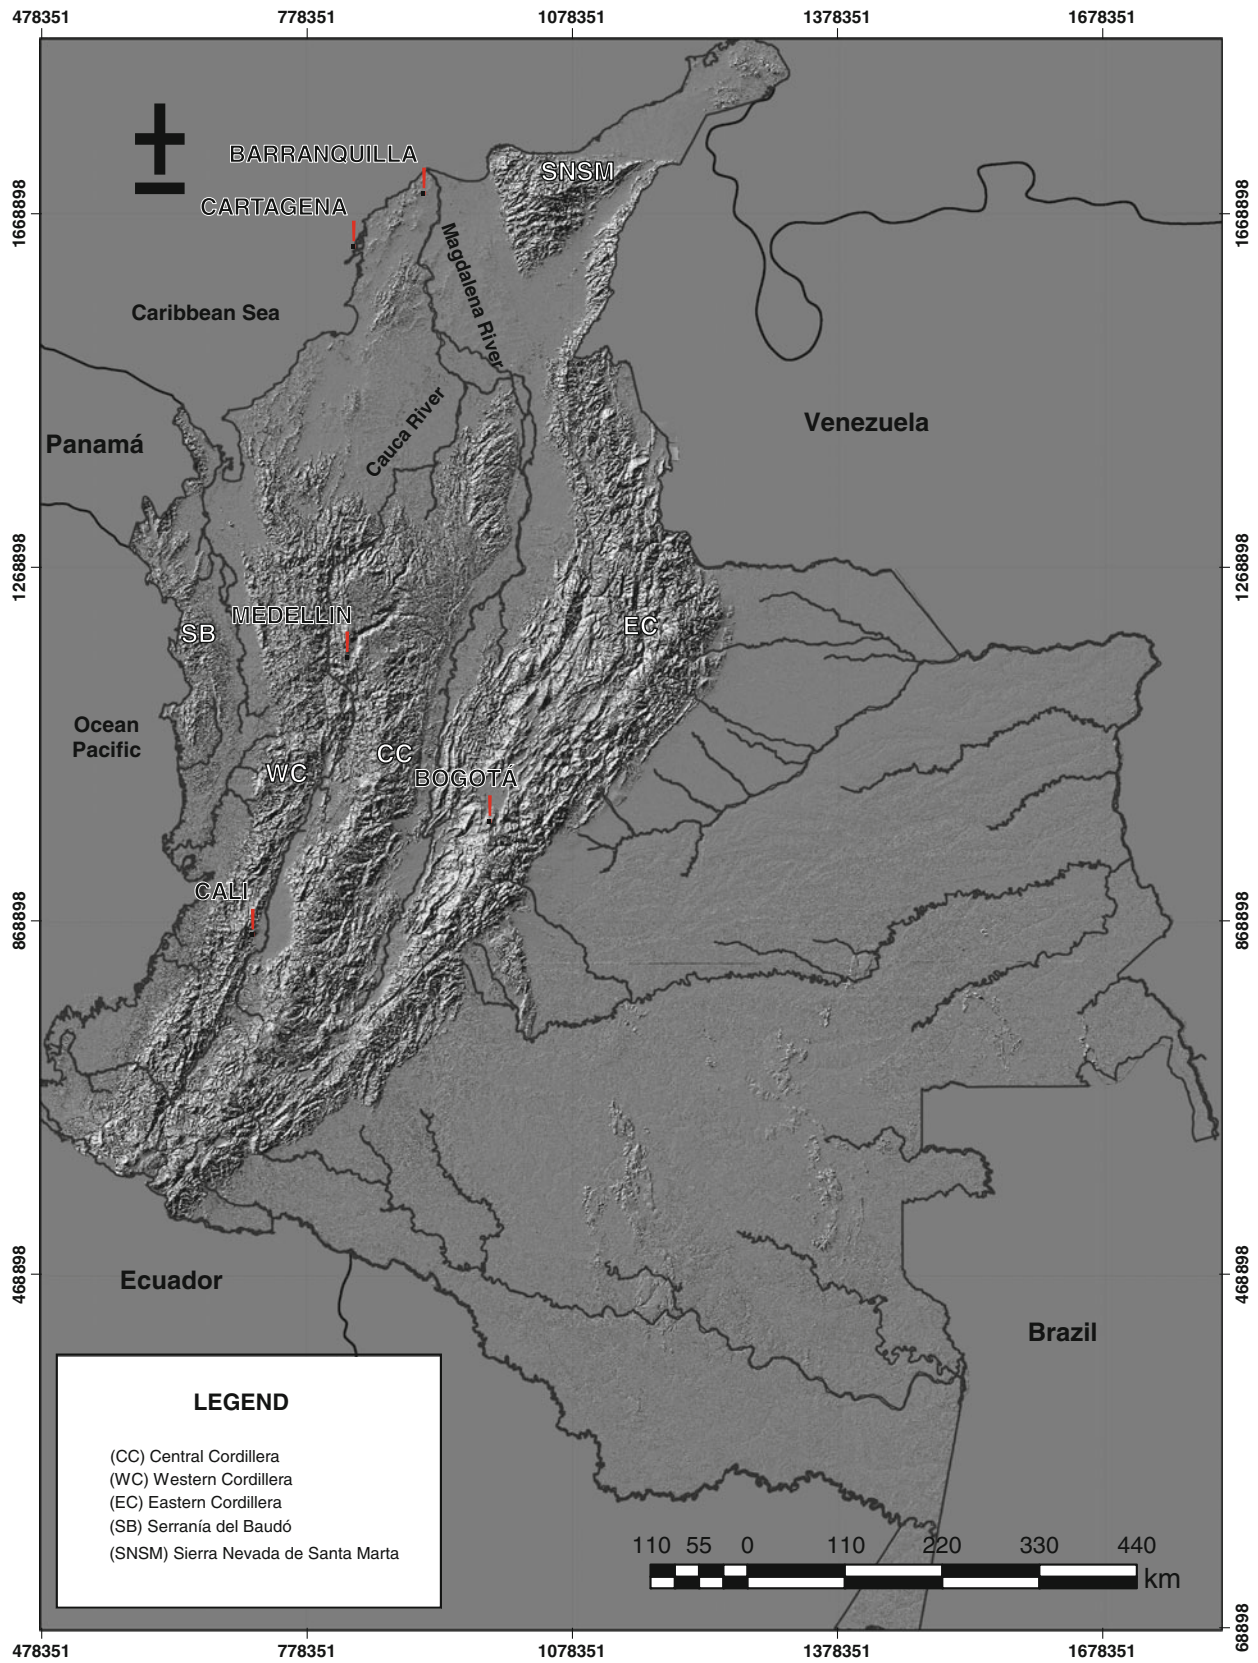 478351 778351 1078351 1378351 1678351
BARRANQUILLA
SNSM
CARTAGENA
1668898 1668898
Magdalena River
Caribbean Sea
Cauca River
Venezuela
Panamá
1268898 1268898
MEDELLIN
EC
SB
Ocean
Pacific
CC
WC
BOGOTÁ
CALI
868898 868898
Ecuador
468898 468898
Brazil
LEGEND
(CC) Central Cordillera
(WC) Western Cordillera
(EC) Eastern Cordillera
(SB) Serranía del Baudó
(SNSM) Sierra Nevada de Santa Marta
110 55 0 110 220 330 440
km
68898
478351 778351 1078351 1378351 1678351